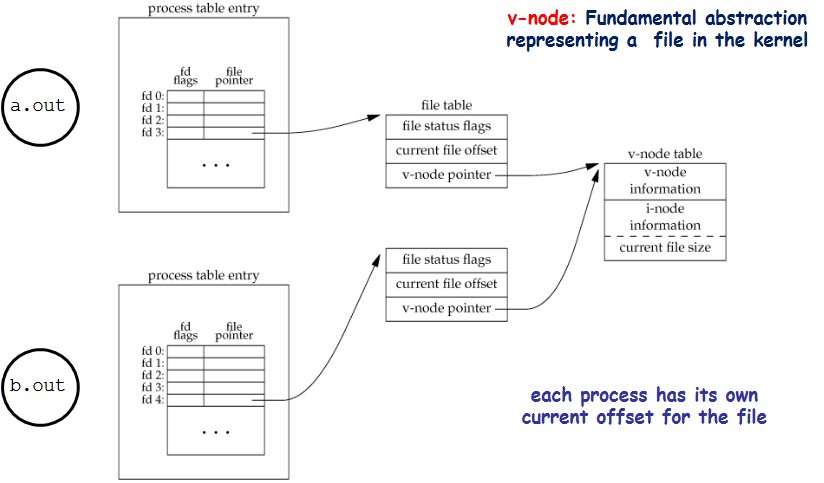 process table entry
v-node: Fundamental abstraction
representing a file in the kernel
a.out
fd
flags
file
pointer
fd 0:
fd 1:
fd 2:
fd 3:
...
file table
file status flags
current file offset
v-node pointer
v-node table
v-node
information
i-node
information
current file size
process table entry
b.out
fd
flags
file
pointer
fd 0:
fd 1:
fd 2:
fd 3:
fd 4:
...
file status flags
current file offset
v-node pointer
each process has its own
current offset for the file